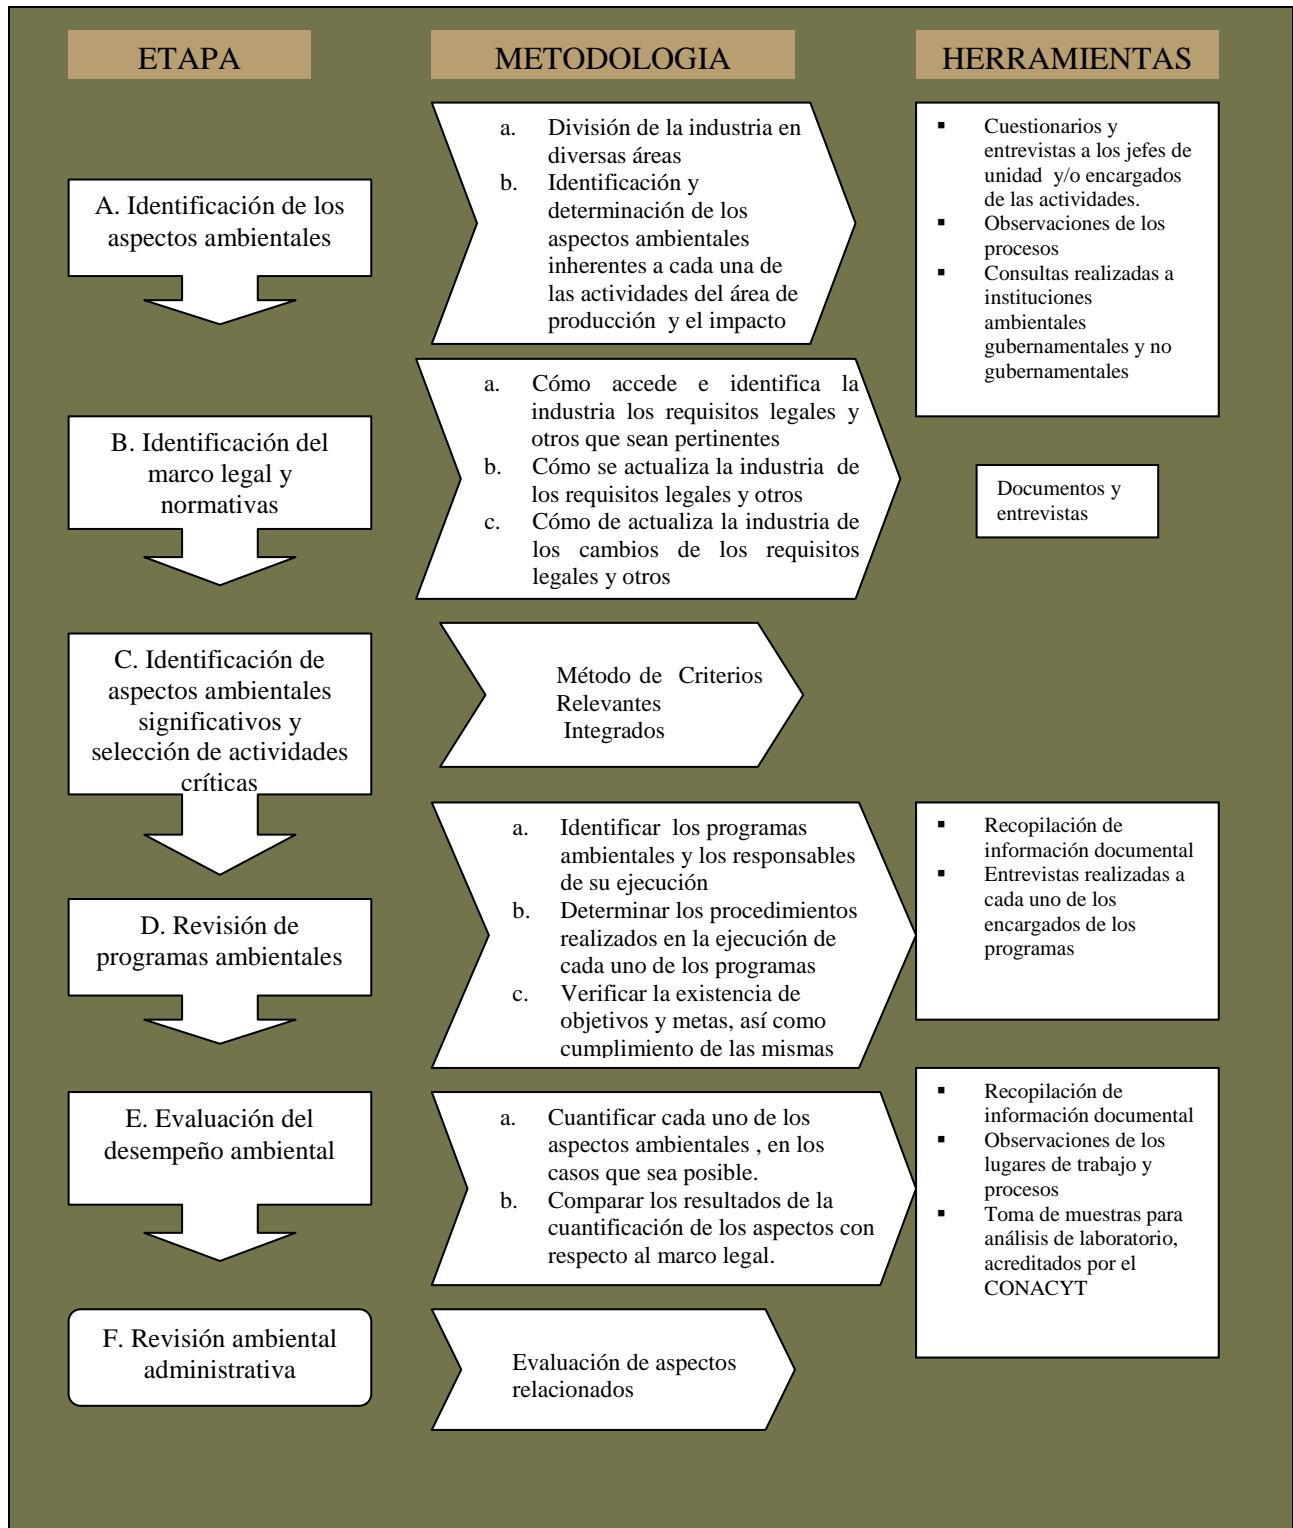 ETAPA
METODOLOGIA
HERRAMIENTAS
A. Identificación de los
aspectos ambientales
a. División de la industria en
diversas áreas
b. Identificación y
determinación de los
aspectos ambientales
inherentes a cada una de
las actividades del área de
producción y el impacto
▪ Cuestionarios y
entrevistas a los jefes de
unidad y/o encargados
de las actividades.
▪ Observaciones de los
procesos
▪ Consultas realizadas a
instituciones
ambientales
gubernamentales y no
gubernamentales
B. Identificación del
marco legal y
normativas
a. Cómo accede e identifica la
industria los requisitos legales y
otros que sean pertinentes
b. Cómo se actualiza la industria de
los requisitos legales y otros
c. Cómo de actualiza la industria de
los cambios de los requisitos
legales y otros
Documentos y
entrevistas
C. Identificación de
aspectos ambientales
significativos y
selección de actividades
críticas
Método de Criterios
Relevantes
Integrados
D. Revisión de
programas ambientales
a. Identificar los programas
ambientales y los responsables
de su ejecución
b. Determinar los procedimientos
realizados en la ejecución de
cada uno de los programas
c. Verificar la existencia de
objetivos y metas, así como
cumplimiento de las mismas
▪ Recopilación de
información documental
▪ Entrevistas realizadas a
cada uno de los
encargados de los
programas
E. Evaluación del
desempeño ambiental
a. Cuantificar cada uno de los
aspectos ambientales , en los
casos que sea posible.
b. Comparar los resultados de la
cuantificación de los aspectos con
respecto al marco legal.
▪ Recopilación de
información documental
▪ Observaciones de los
lugares de trabajo y
procesos
▪ Toma de muestras para
análisis de laboratorio,
acreditados por el
CONACYT
F. Revisión ambiental
administrativa
Evaluación de aspectos
relacionados